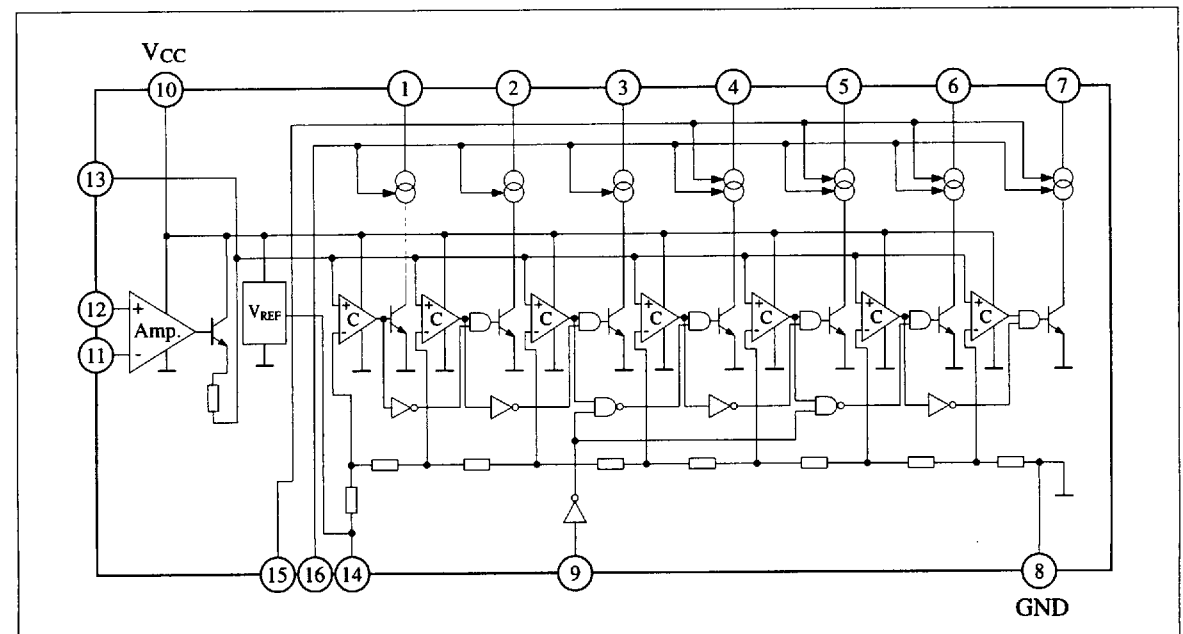 VCC
10 1 2 3 4 5 6 7
13
12 + Amp.
11 -
VREF
+ C -
+ C -
+ C -
+ C -
+ C -
+ C -
+ C -
15 16 14 9 8
GND